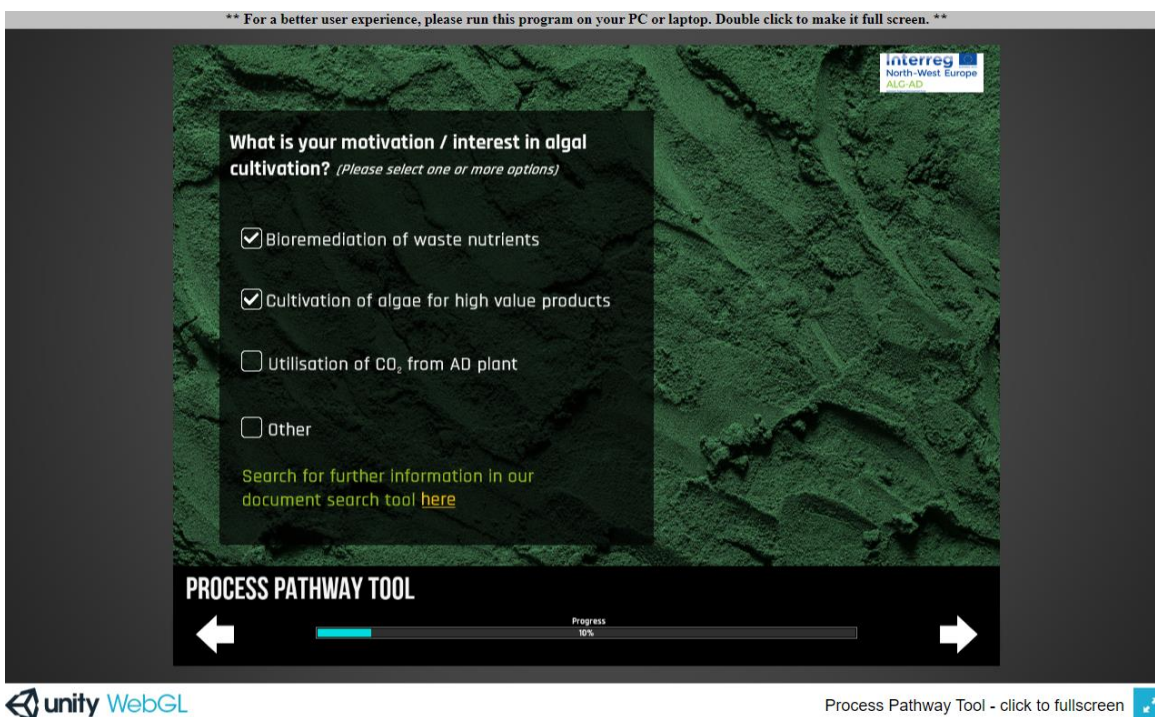 ** For a better user experience, please run this program on your PC or laptop. Double click to make it full screen. **
Interreg
North-West Europe
ALG-AD
What is your motivation / interest in algal
cultivation? (Please select one or more options)
Bioremediation of waste nutrients
Cultivation of algae for high value products
Utilisation of CO₂ from AD plant
Other
Search for further information in our
document search tool here
PROCESS PATHWAY TOOL
Progress
10%
unity WebGL
Process Pathway Tool - click to fullscreen